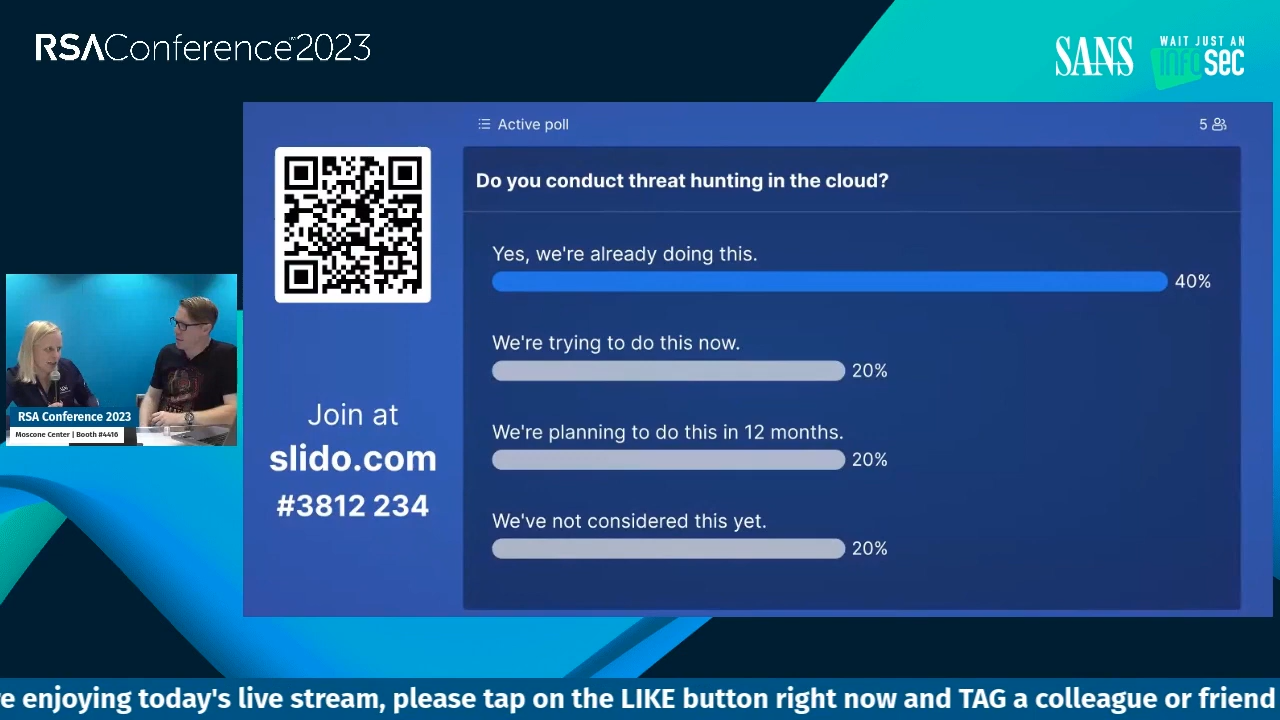 RSAConference™2023
SANS
WAIT JUST AN
INFOSEC
Active poll
5
Do you conduct threat hunting in the cloud?
Yes, we're already doing this.
40%
We're trying to do this now.
20%
We're planning to do this in 12 months.
20%
We've not considered this yet.
20%
Join at
slido.com
#3812 234
RSA Conference 2023
Moscone Center | Booth #4416
e enjoying today's live stream, please tap on the LIKE button right now and TAG a colleague or friend